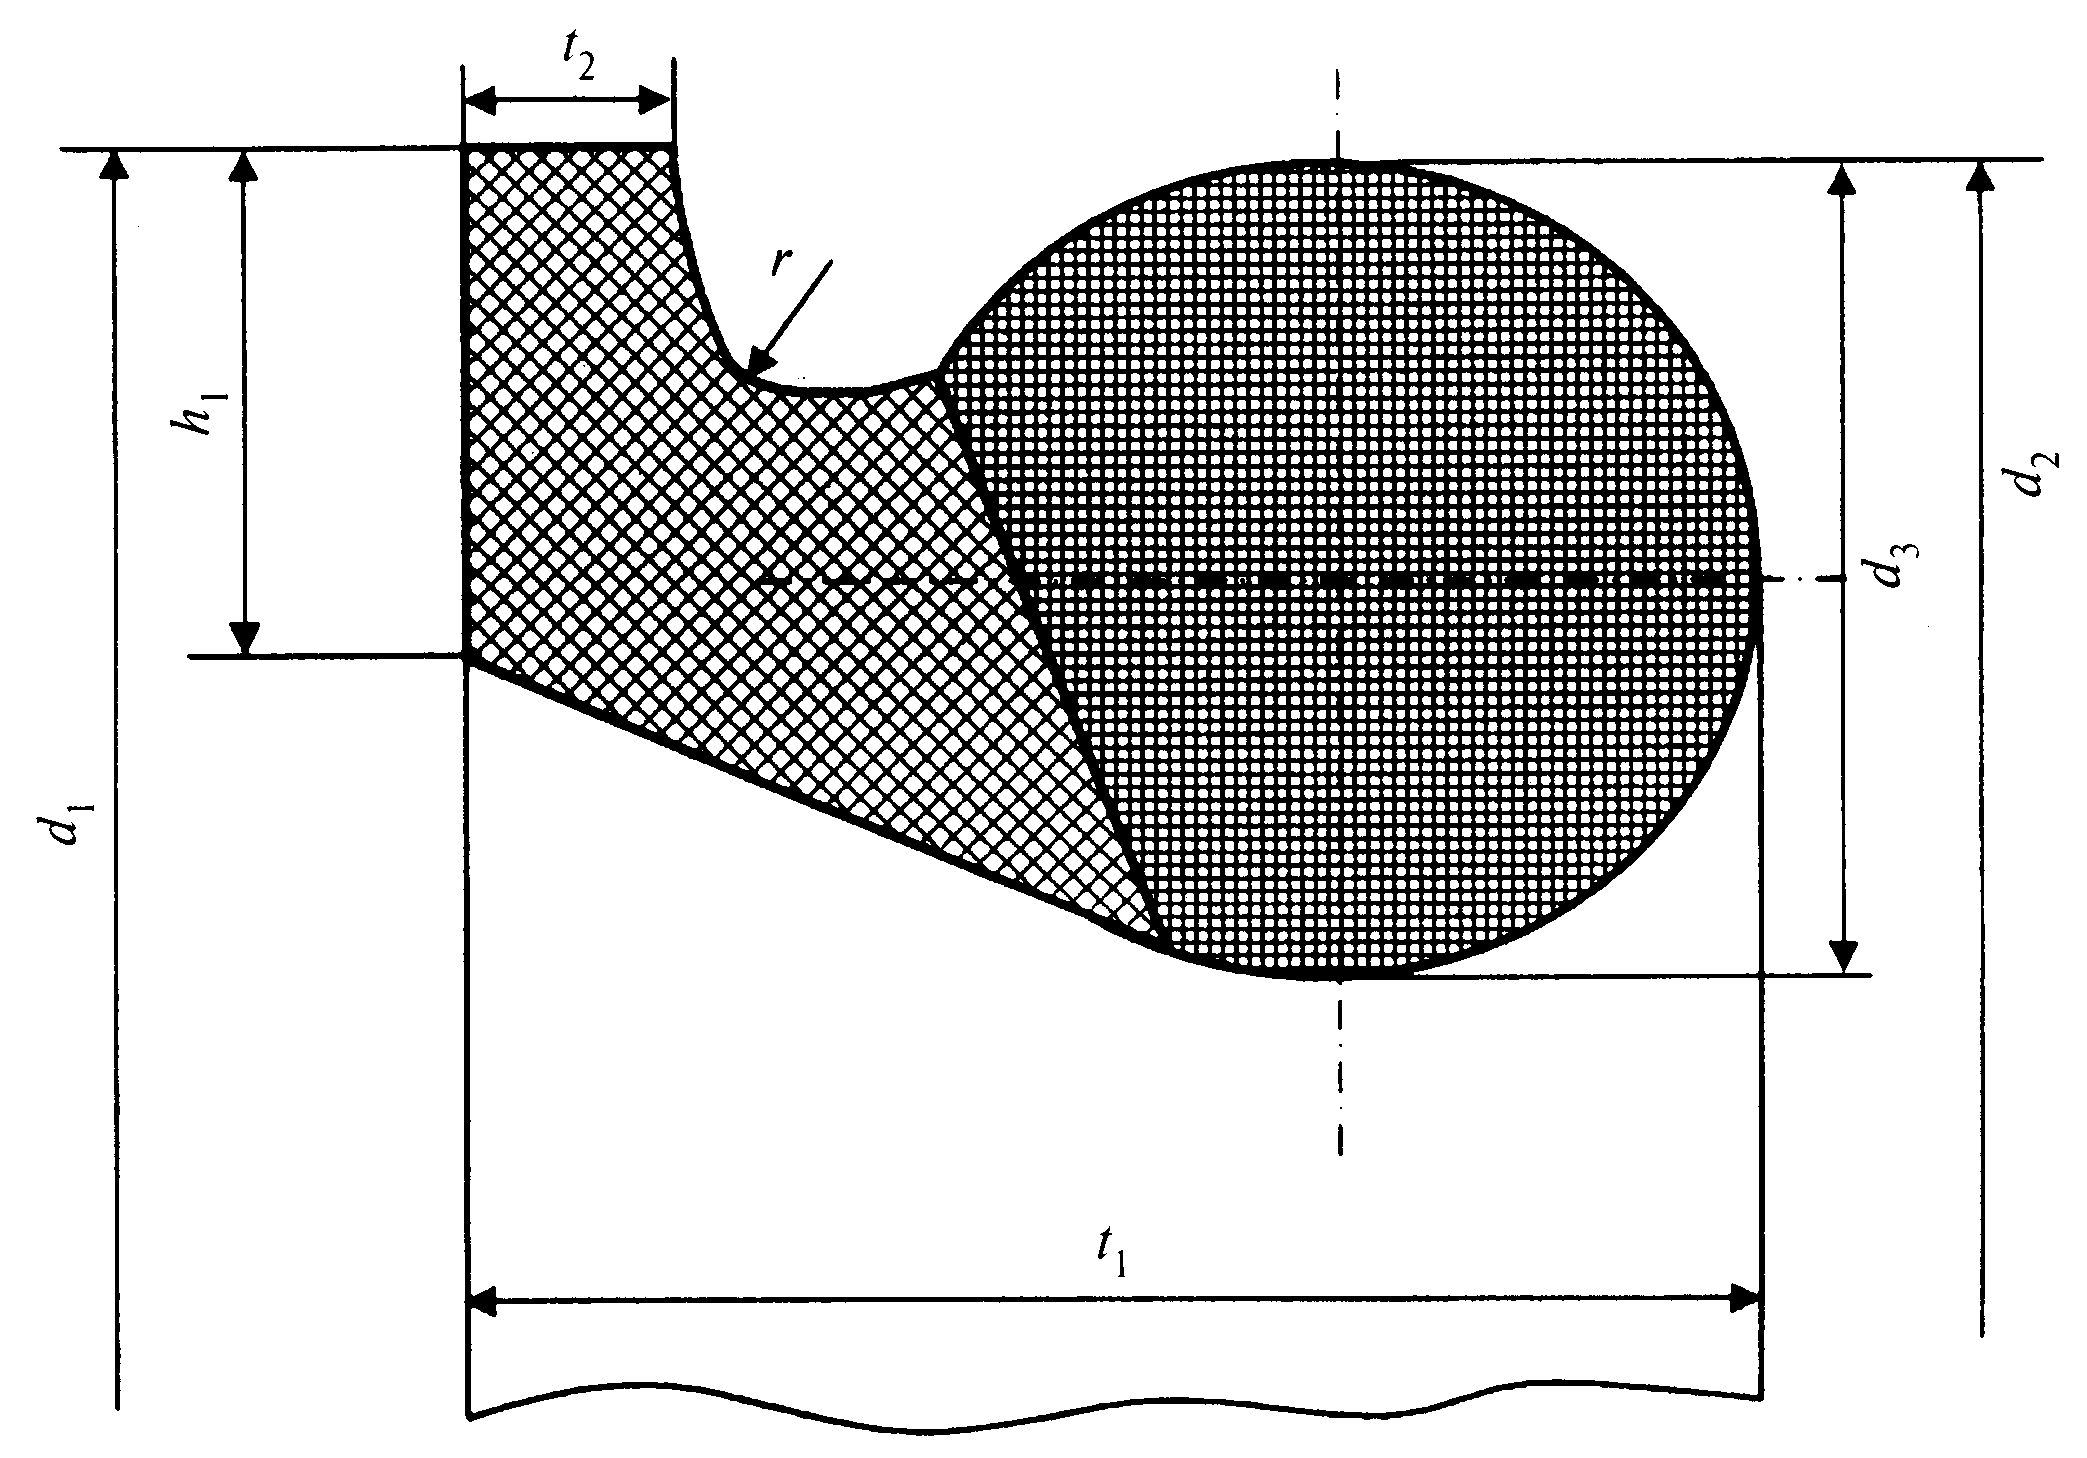 t₂
r
h₁
d₂
d₃
d₁
t₁